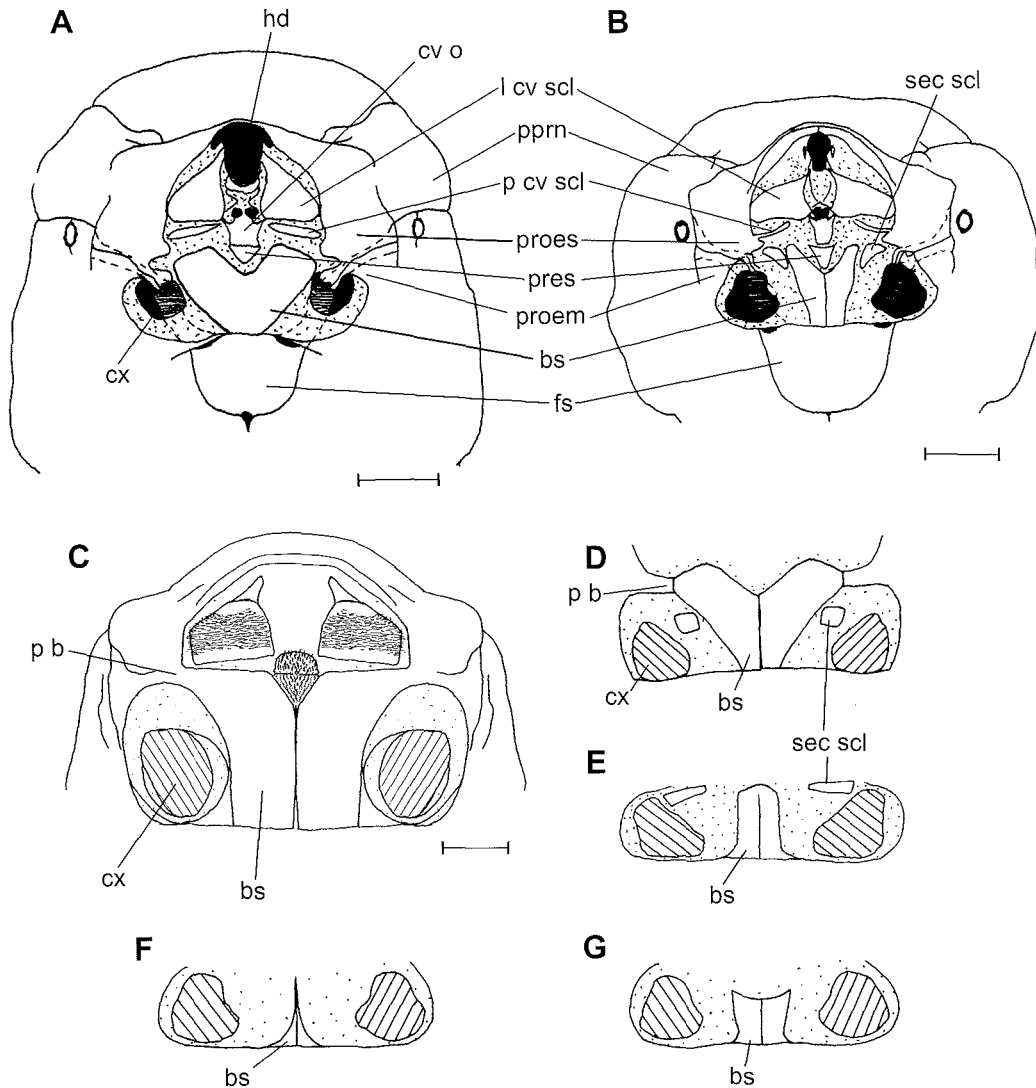 A
hd
cv o
B
l cv scl
sec scl
pprn
p cv scl
proes
pres
proem
cx
bs
fs
C
D
p b
p b
cx
bs
sec scl
E
cx
bs
bs
F
G
bs
bs